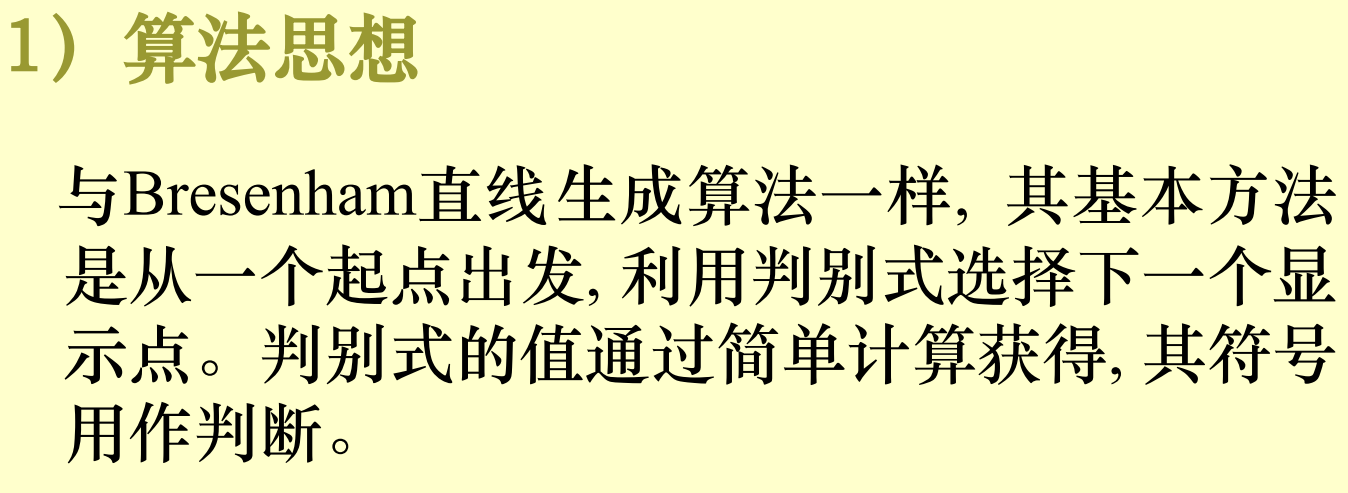 1）算法思想
与Bresenham直线生成算法一样, 其基本方法
是从一个起点出发, 利用判别式选择下一个显
示点。判别式的值通过简单计算获得, 其符号
用作判断。